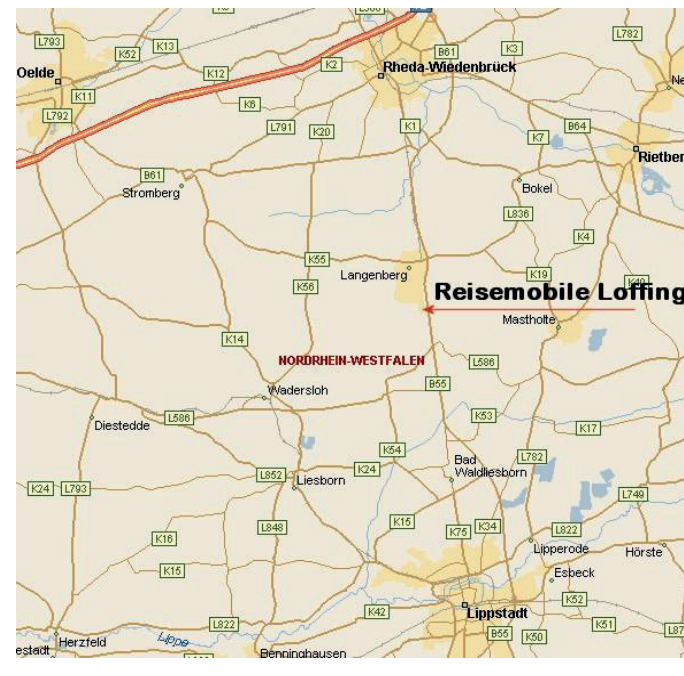 L793
K52
K13
B61
K3
L782
Oelde
K12
K2
Rheda-Wiedenbrück
K11
K6
L792
L791
K20
K1
K7
B64
Rietber
B61
Stromberg
Bokel
L836
K4
K55
Langenberg
K19
K56
Reisemobile Loffing
Mastholte
K14
NORDRHEIN-WESTFALEN
L586
Wadersloh
B55
L586
K53
Diestedde
K17
K54
Bad
Waldliesborn
L782
L852
K24
Liesborn
K24
L793
L749
K15
K75
K34
L848
L822
K16
Lipperode
Hörste
K15
Esbeck
K52
K42
Lippstadt
L822
K51
Lippe
B55
K50
Herzfeld
Benninghausen